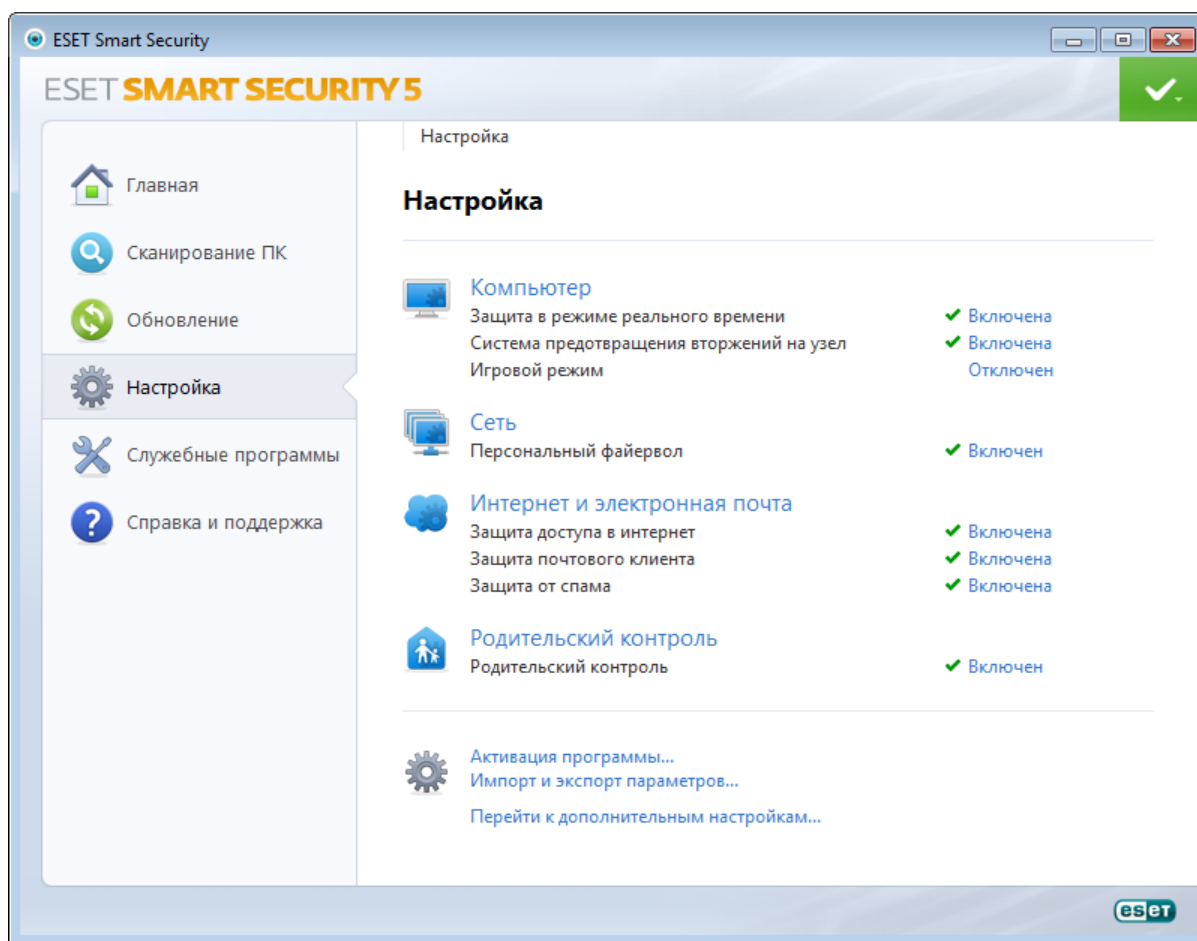 ESET Smart Security
ESET SMART SECURITY 5
Главная
Сканирование ПК
Обновление
Настройка
Служебные программы
Справка и поддержка
Настройка
Настройка
Компьютер
Защита в режиме реального времени Включена
Система предотвращения вторжений на узел Включена
Игровой режим Отключен
Сеть
Персональный файервол Включен
Интернет и электронная почта
Защита доступа в интернет Включена
Защита почтового клиента Включена
Защита от спама Включена
Родительский контроль
Родительский контроль Включен
Активация программы...
Импорт и экспорт параметров...
Перейти к дополнительным настройкам...
eset